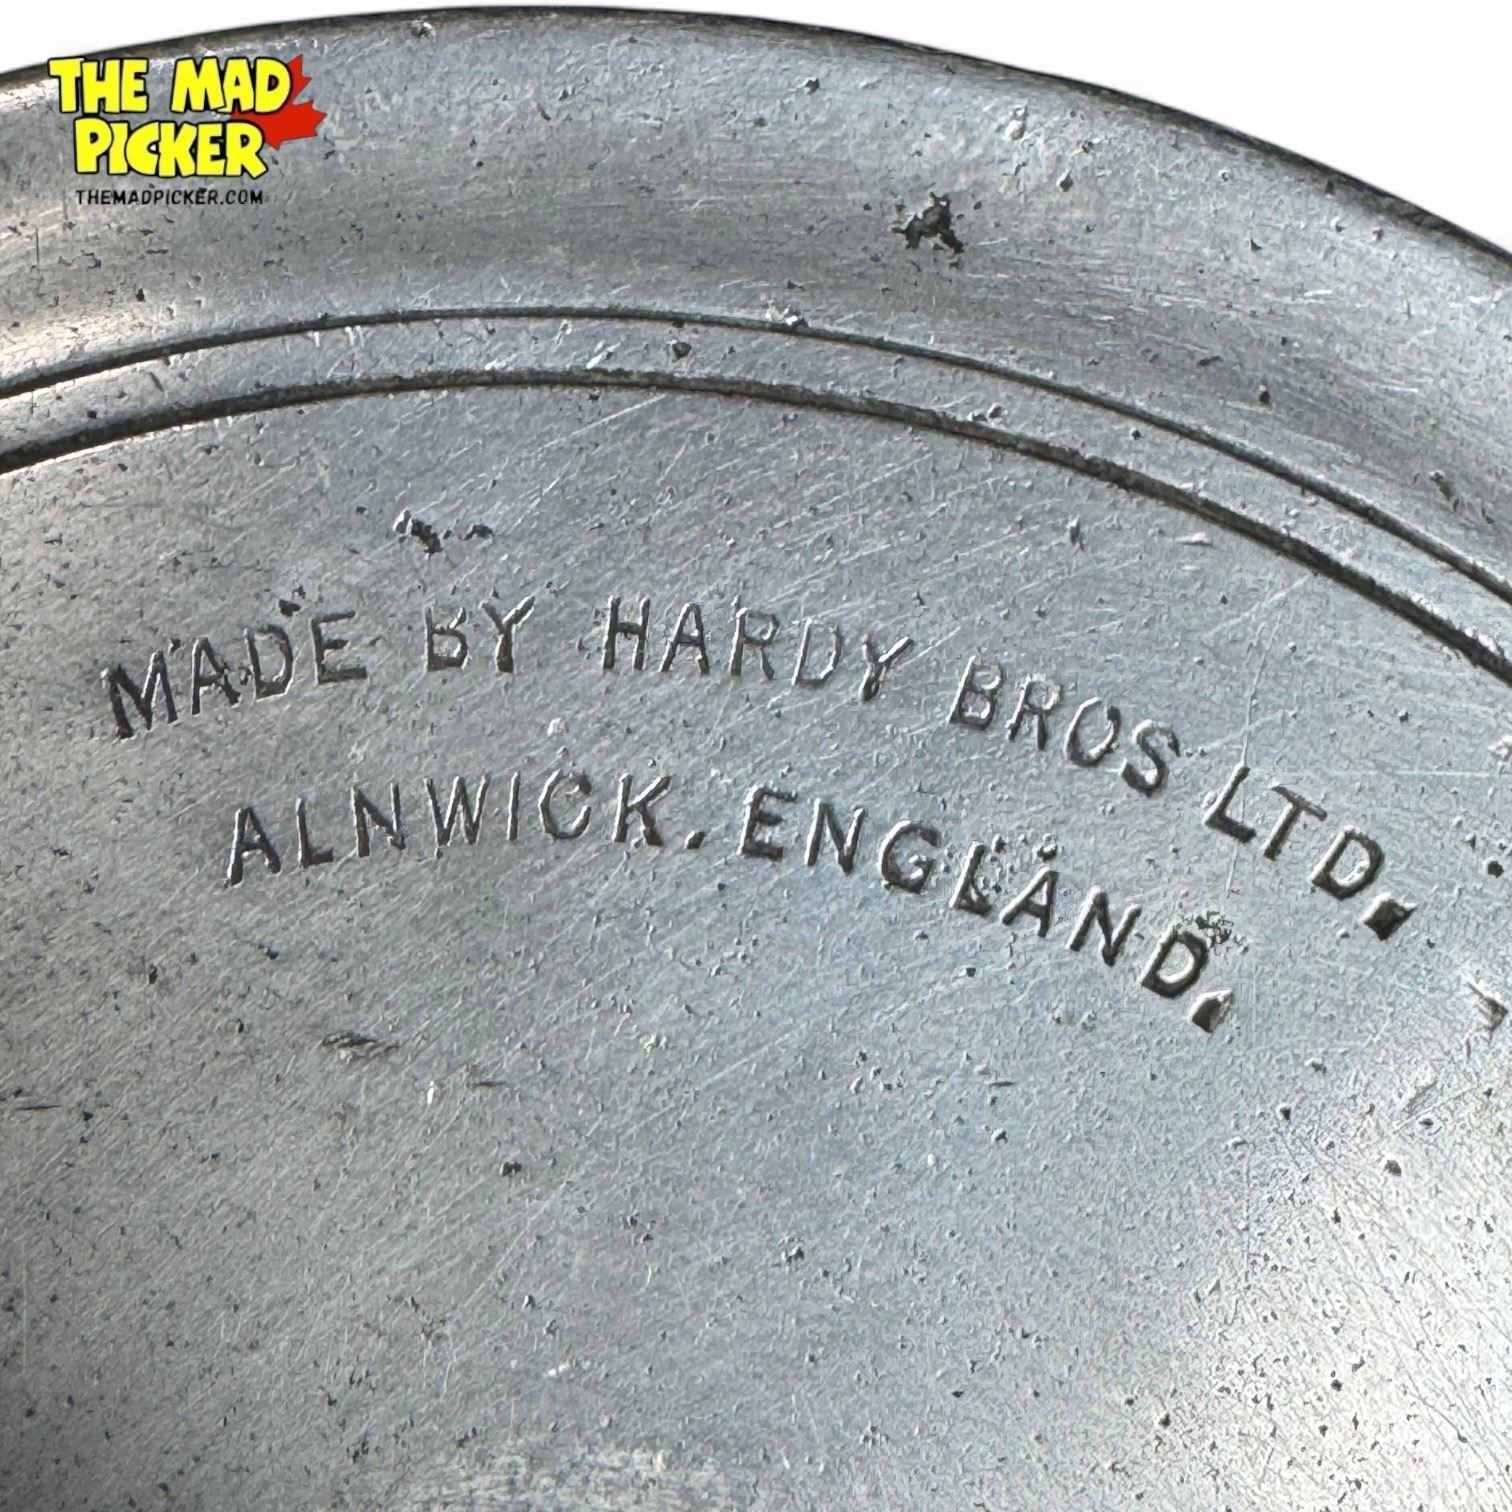 THE MAD
PICKER
THEMADPICKER.COM
MADE BY HARDY BROS LTD.
ALNWICK. ENGLAND.